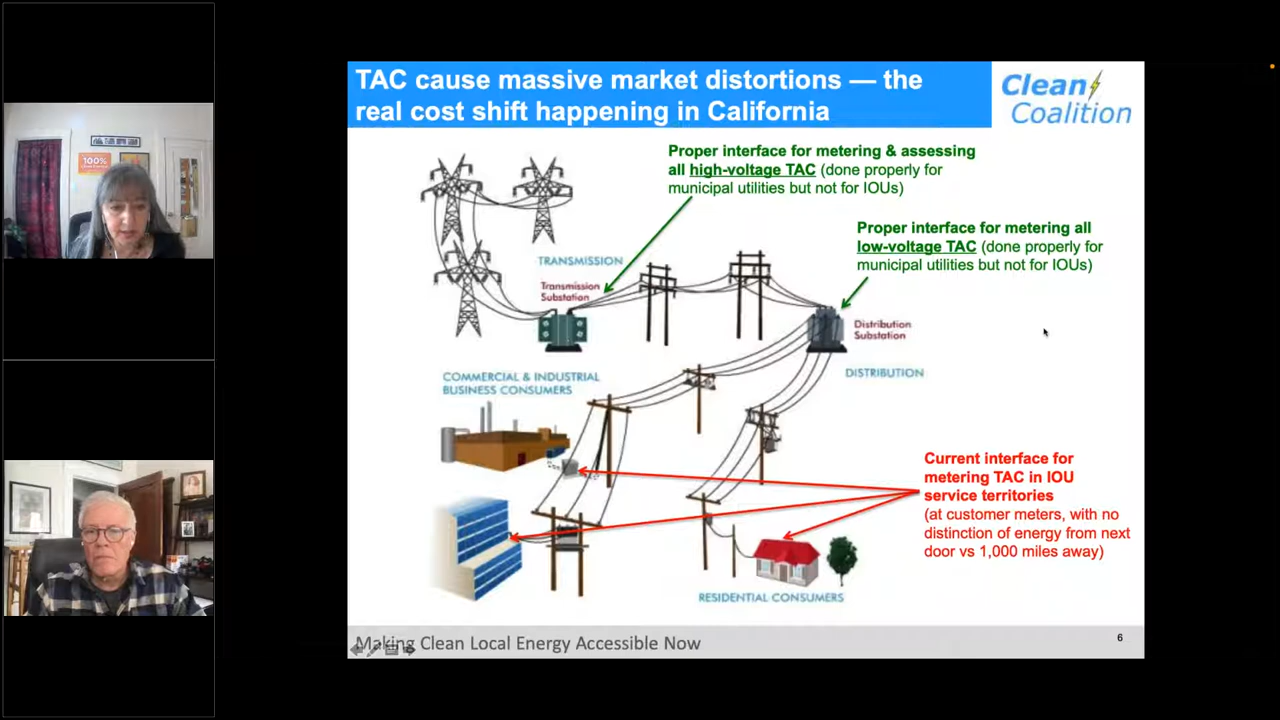 TAC cause massive market distortions — the
real cost shift happening in California
Clean
Coalition
Proper interface for metering & assessing
all high-voltage TAC (done properly for
municipal utilities but not for IOUs)
Proper interface for metering all
low-voltage TAC (done properly for
municipal utilities but not for IOUs)
TRANSMISSION
Transmission
Substation
Distribution
Substation
DISTRIBUTION
COMMERCIAL & INDUSTRIAL
BUSINESS CONSUMERS
Current interface for
metering TAC in IOU
service territories
(at customer meters, with no
distinction of energy from next
door vs 1,000 miles away)
RESIDENTIAL CONSUMERS
Making Clean Local Energy Accessible Now
6
100%